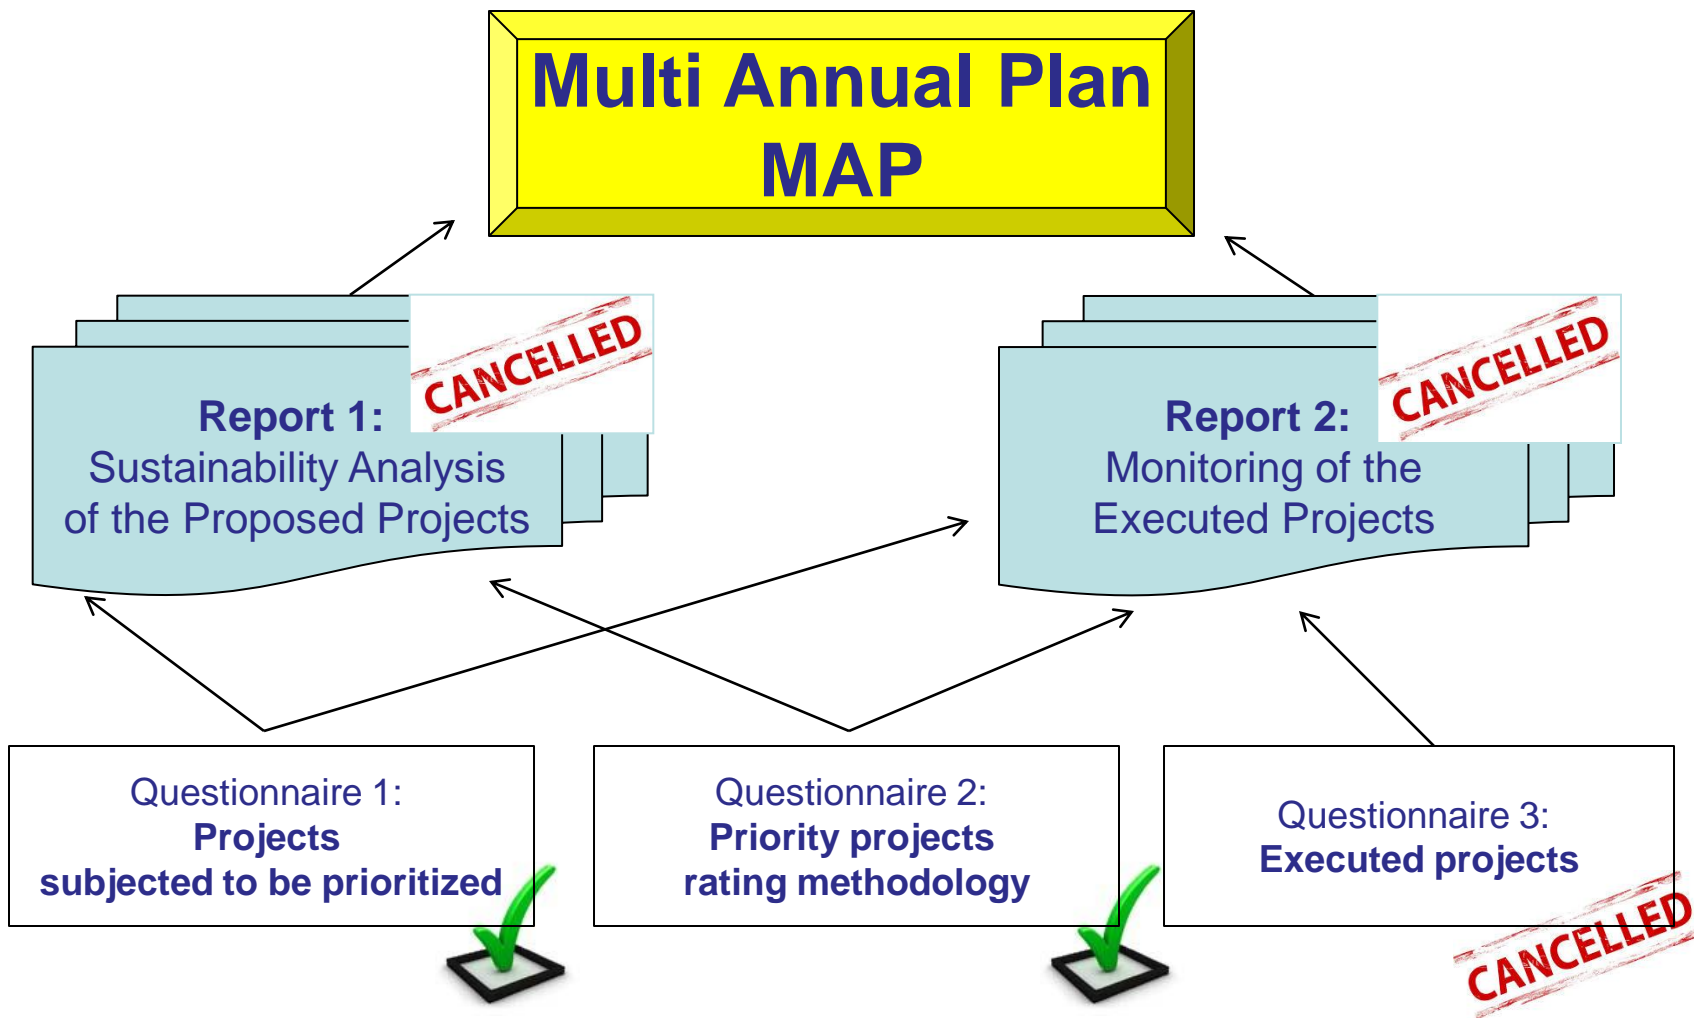 Multi Annual Plan
MAP
CANCELLED
Report 1:
Sustainability Analysis
of the Proposed Projects
CANCELLED
Report 2:
Monitoring of the
Executed Projects
Questionnaire 1:
Projects
subjected to be prioritized
Questionnaire 2:
Priority projects
rating methodology
Questionnaire 3:
Executed projects
CANCELLED